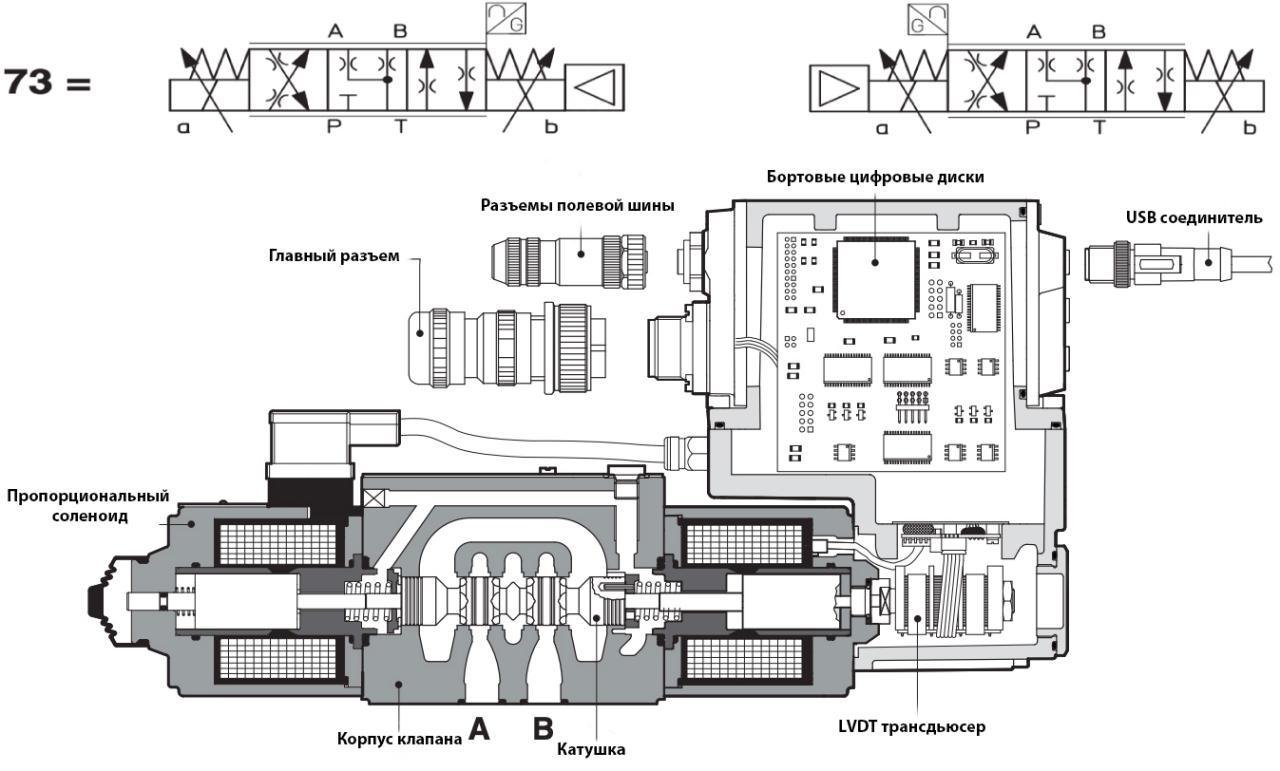 A B G
G A B
73 =
a P T b
a P T b
Бортовые цифровые диски
Разъемы полевой шины
USB соединитель
Главный разъем
Пропорциональный
соленоид
A B
LVDT трансдьюсер
Корпус клапана
Катушка